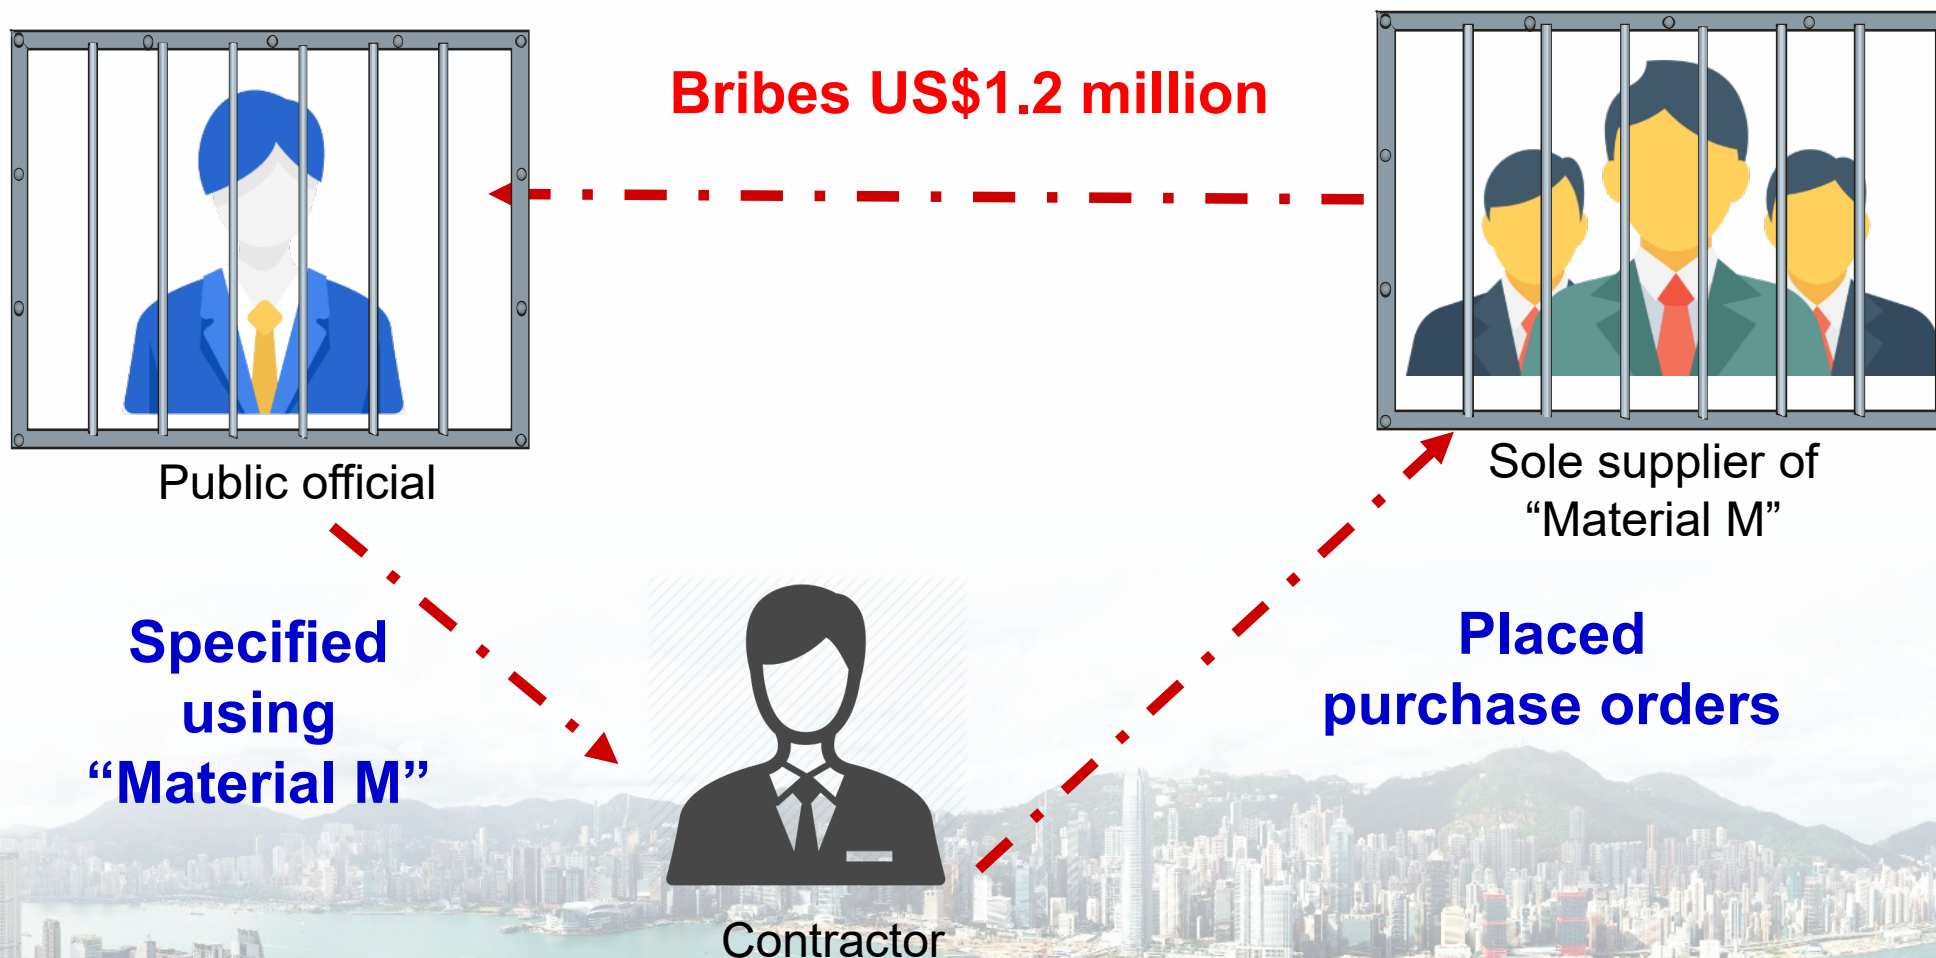 Bribes US$1.2 million
Public official
Sole supplier of
“Material M”
Specified
using
“Material M”
Placed
purchase orders
Contractor